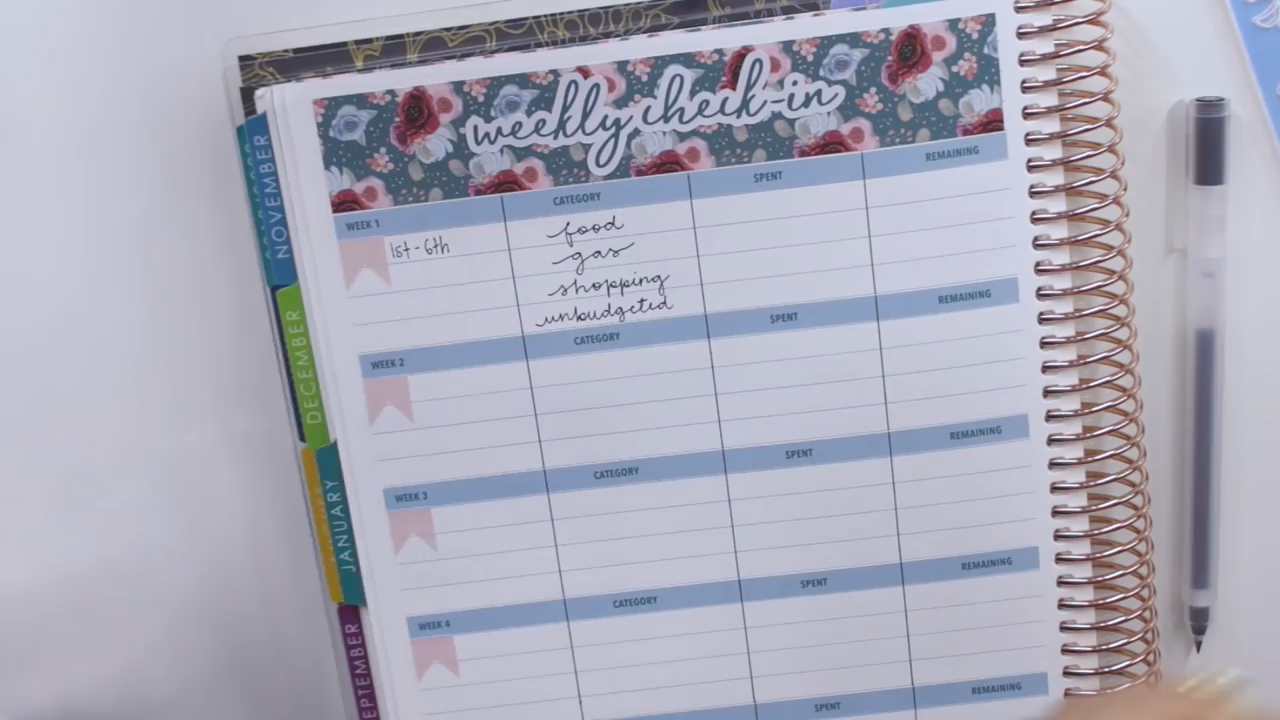 weekly check-in
WEEK 1 CATEGORY SPENT REMAINING
1st-6th food
gas
shopping
unbudgeted
WEEK 2 CATEGORY SPENT REMAINING
WEEK 3 CATEGORY SPENT REMAINING
WEEK 4 CATEGORY SPENT REMAINING
SPENT REMAINING
NOVEMBER
DECEMBER
JANUARY